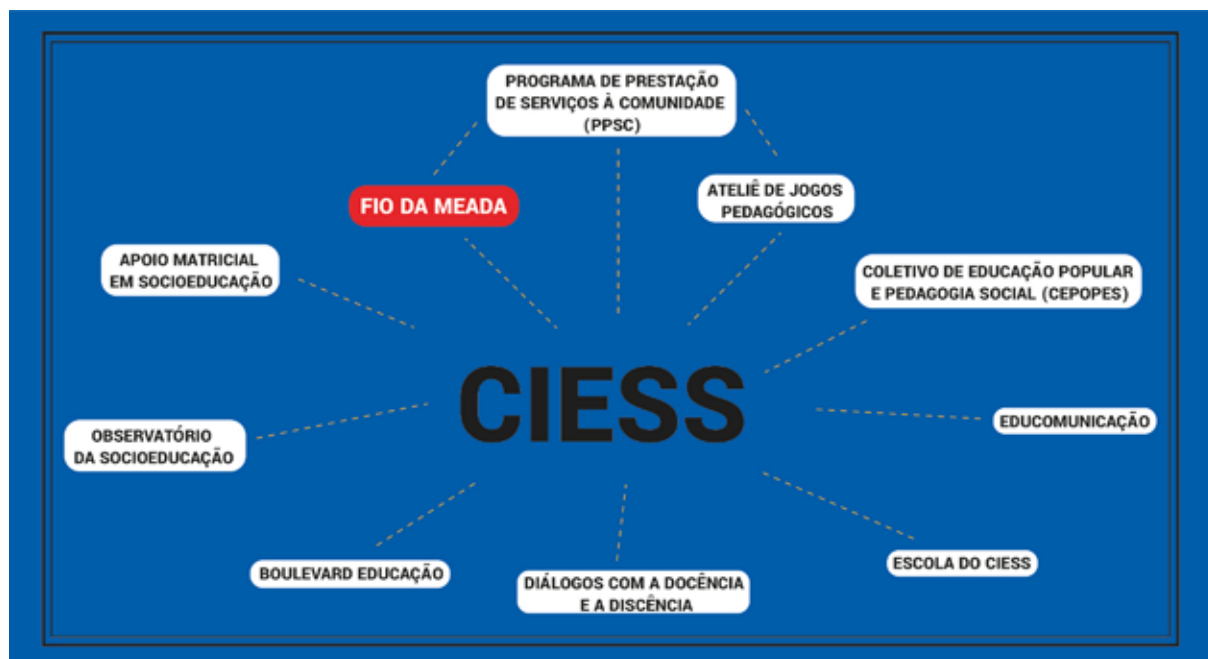 PROGRAMA DE PRESTAÇÃO
DE SERVIÇOS À COMUNIDADE
(PPSC)
FIO DA MEADA
ATELIÊ DE JOGOS
PEDAGÓGICOS
APOIO MATRICIAL
EM SOCIOEDUCAÇÃO
COLETIVO DE EDUCAÇÃO POPULAR
E PEDAGOGIA SOCIAL (CEPOPES)
CIESS
OBSERVATÓRIO
DA SOCIOEDUCAÇÃO
EDUCOMUNICAÇÃO
BOULEVARD EDUCAÇÃO
DIÁLOGOS COM A DOCÊNCIA
E A DISCÊNCIA
ESCOLA DO CIESS